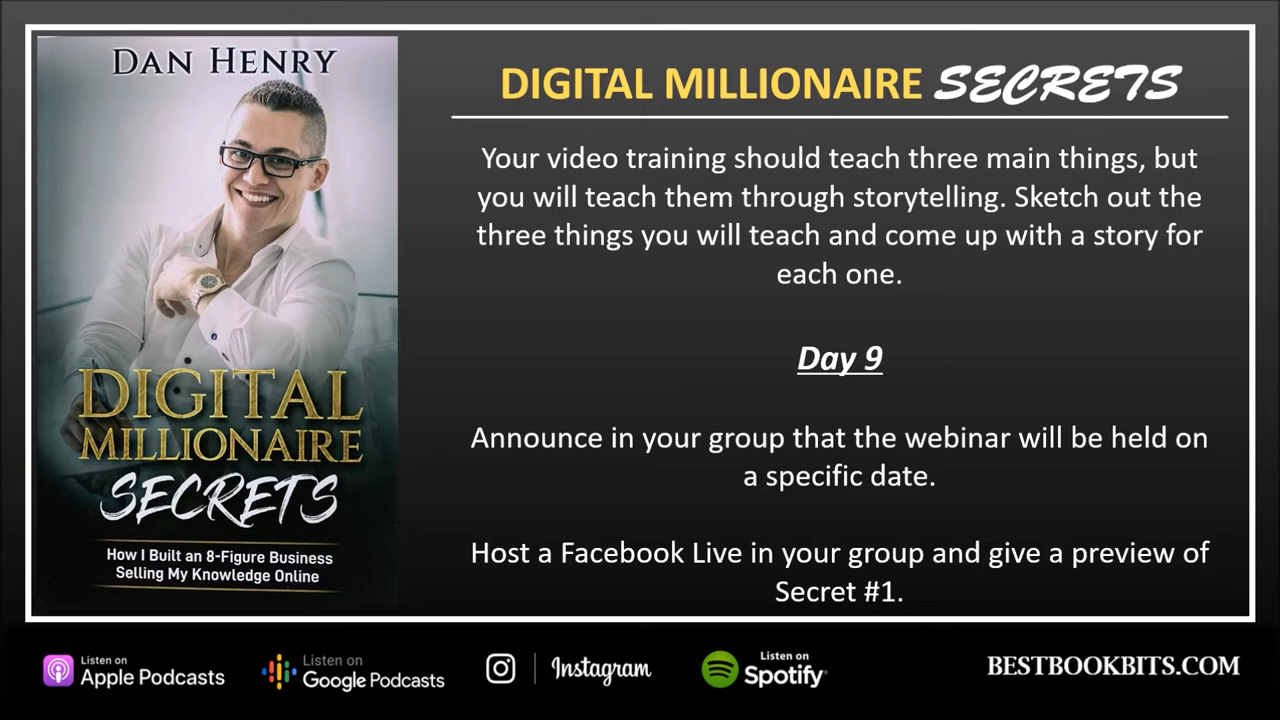 DAN HENRY
DIGITAL
MILLIONAIRE
SECRETS
How I Built an 8-Figure Business
Selling My Knowledge Online
DIGITAL MILLIONAIRE SECRETS
Your video training should teach three main things, but
you will teach them through storytelling. Sketch out the
three things you will teach and come up with a story for
each one.
Day 9
Announce in your group that the webinar will be held on
a specific date.
Host a Facebook Live in your group and give a preview of
Secret #1.
Listen on
Apple Podcasts
Listen on
Google Podcasts
Instagram
Listen on
Spotify
BESTBOOKBITS.COM